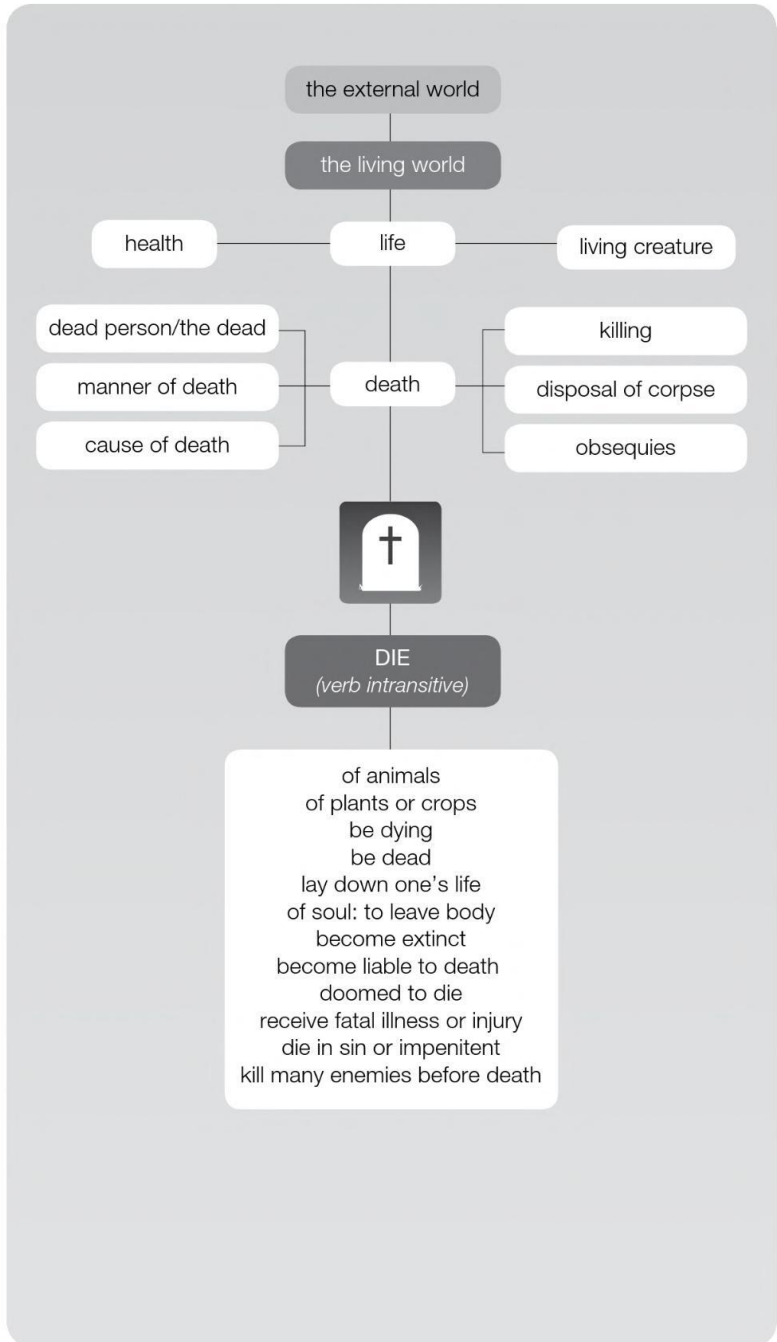 the external world
the living world
health
life
living creature
dead person/the dead
manner of death
cause of death
death
killing
disposal of corpse
obsequies
DIE
(verb intransitive)
of animals
of plants or crops
be dying
be dead
lay down one's life
of soul: to leave body
become extinct
become liable to death
doomed to die
receive fatal illness or injury
die in sin or impenitent
kill many enemies before death